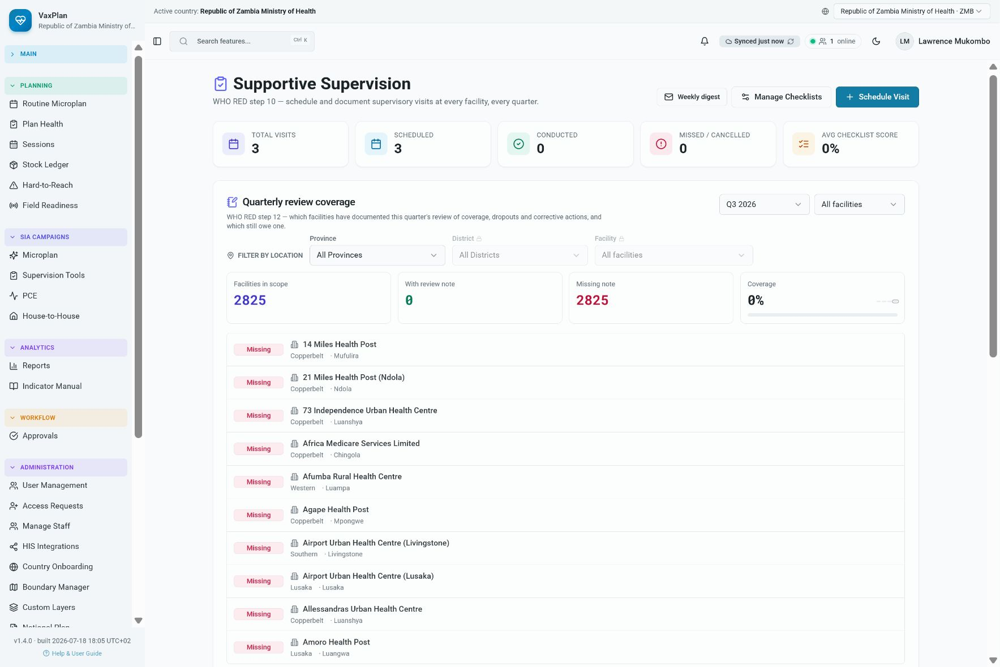 VaxPlan
Republic of Zambia Ministry of...
MAIN
PLANNING
Routine Microplan
Plan Health
Sessions
Stock Ledger
Hard-to-Reach
Field Readiness
SIA CAMPAIGNS
Microplan
Supervision Tools
PCE
House-to-House
ANALYTICS
Reports
Indicator Manual
WORKFLOW
Approvals
ADMINISTRATION
User Management
Access Requests
Manage Staff
HIS Integrations
Country Onboarding
Boundary Manager
Custom Layers
National Plan
v1.4.0 · built 2026-07-18 18:05 UTC+02
Help & User Guide
Active country: Republic of Zambia Ministry of Health
Republic of Zambia Ministry of Health · ZMB
Search features... Ctrl K
Synced just now
1 online
LM Lawrence Mukombo
Supportive Supervision
WHO RED step 10 — schedule and document supervisory visits at every facility, every quarter.
Weekly digest
Manage Checklists
Schedule Visit
TOTAL VISITS
3
SCHEDULED
3
CONDUCTED
0
MISSED / CANCELLED
0
AVG CHECKLIST SCORE
0%
Quarterly review coverage
Q3 2026
All facilities
WHO RED step 12 — which facilities have documented this quarter's review of coverage, dropouts and corrective actions, and
which still owe one.
FILTER BY LOCATION
Province
All Provinces
District
All Districts
Facility
All facilities
Facilities in scope
2825
With review note
0
Missing note
2825
Coverage
0%
Missing
14 Miles Health Post
Copperbelt · Mufulira
Missing
21 Miles Health Post (Ndola)
Copperbelt · Ndola
Missing
73 Independence Urban Health Centre
Copperbelt · Luanshya
Missing
Africa Medicare Services Limited
Copperbelt · Chingola
Missing
Afumba Rural Health Centre
Western · Luampa
Missing
Agape Health Post
Copperbelt · Mpongwe
Missing
Airport Urban Health Centre (Livingstone)
Southern · Livingstone
Missing
Airport Urban Health Centre (Lusaka)
Lusaka · Lusaka
Missing
Allessandras Urban Health Centre
Copperbelt · Luanshya
Missing
Amoro Health Post
Lusaka · Luangwa